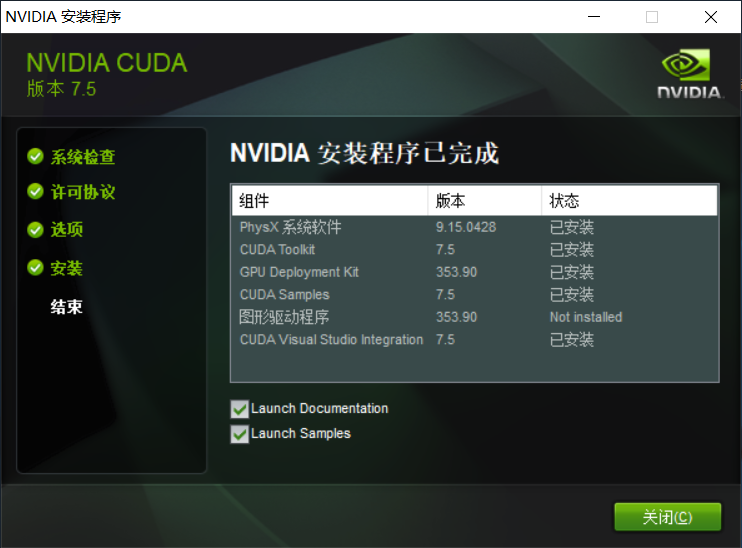 NVIDIA 安装程序
NVIDIA CUDA
版本 7.5
NVIDIA.
系统检查
许可协议
选项
安装
结束
NVIDIA 安装程序已完成
组件 版本 状态
PhysX 系统软件 9.15.0428 已安装
CUDA Toolkit 7.5 已安装
GPU Deployment Kit 353.90 已安装
CUDA Samples 7.5 已安装
图形驱动程序 353.90 Not installed
CUDA Visual Studio Integration 7.5 已安装
Launch Documentation
Launch Samples
关闭(C)